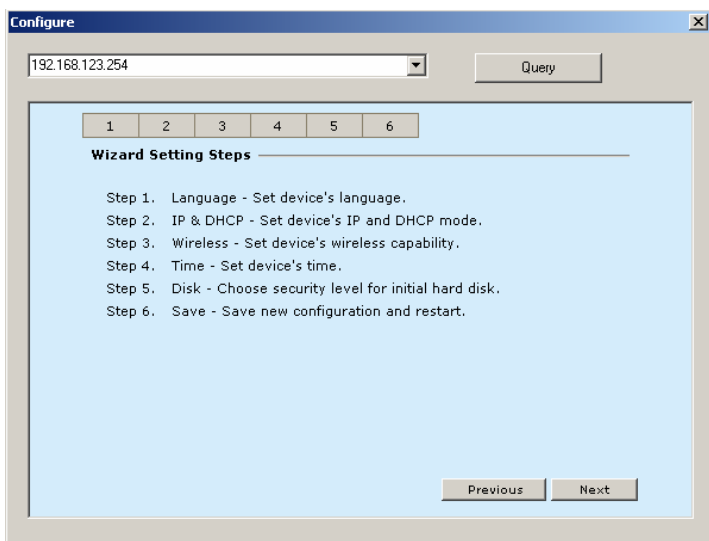 Configure
192.168.123.254
Query
1 2 3 4 5 6
Wizard Setting Steps
Step 1. Language - Set device's language.
Step 2. IP & DHCP - Set device's IP and DHCP mode.
Step 3. Wireless - Set device's wireless capability.
Step 4. Time - Set device's time.
Step 5. Disk - Choose security level for initial hard disk.
Step 6. Save - Save new configuration and restart.
Previous Next